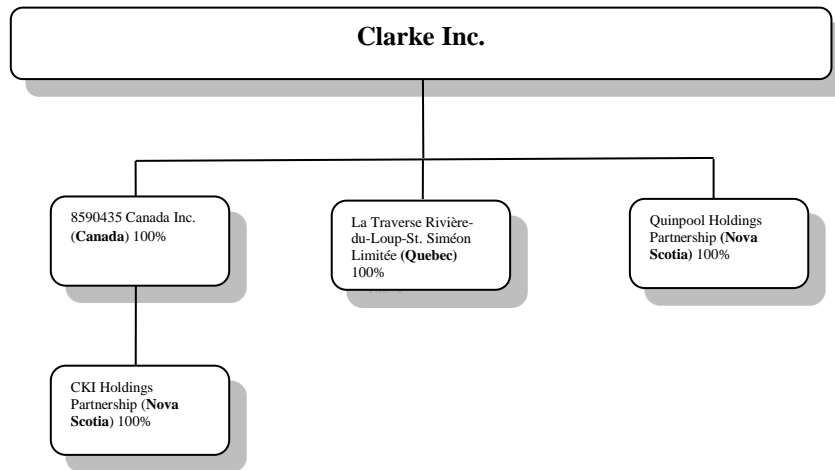 Clarke Inc.
8590435 Canada Inc.
(Canada) 100%
La Traverse Rivière-
du-Loup-St. Siméon
Limitée (Quebec)
100%
Quinpool Holdings
Partnership (Nova
Scotia) 100%
CKI Holdings
Partnership (Nova
Scotia) 100%